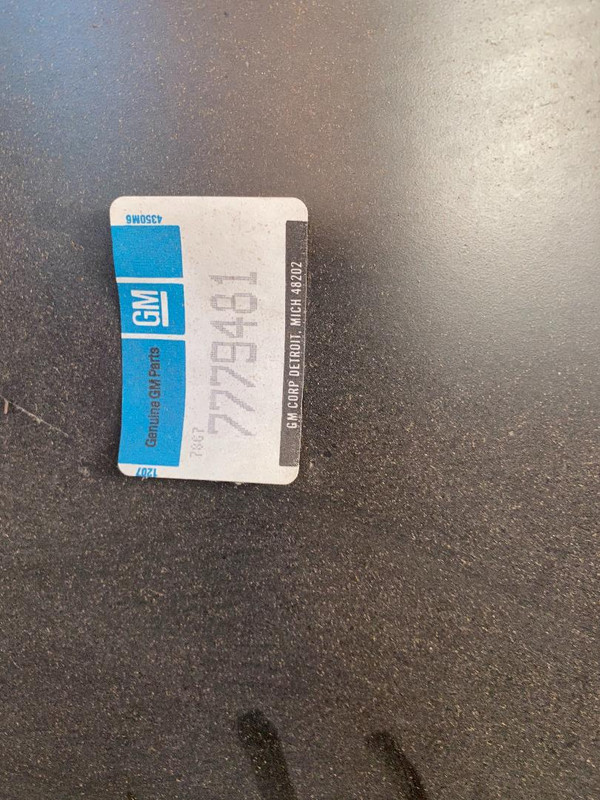 4350M6
GM
Genuine GM Parts
1207
7867
7779481
GM CORP DETROIT, MICH 48202